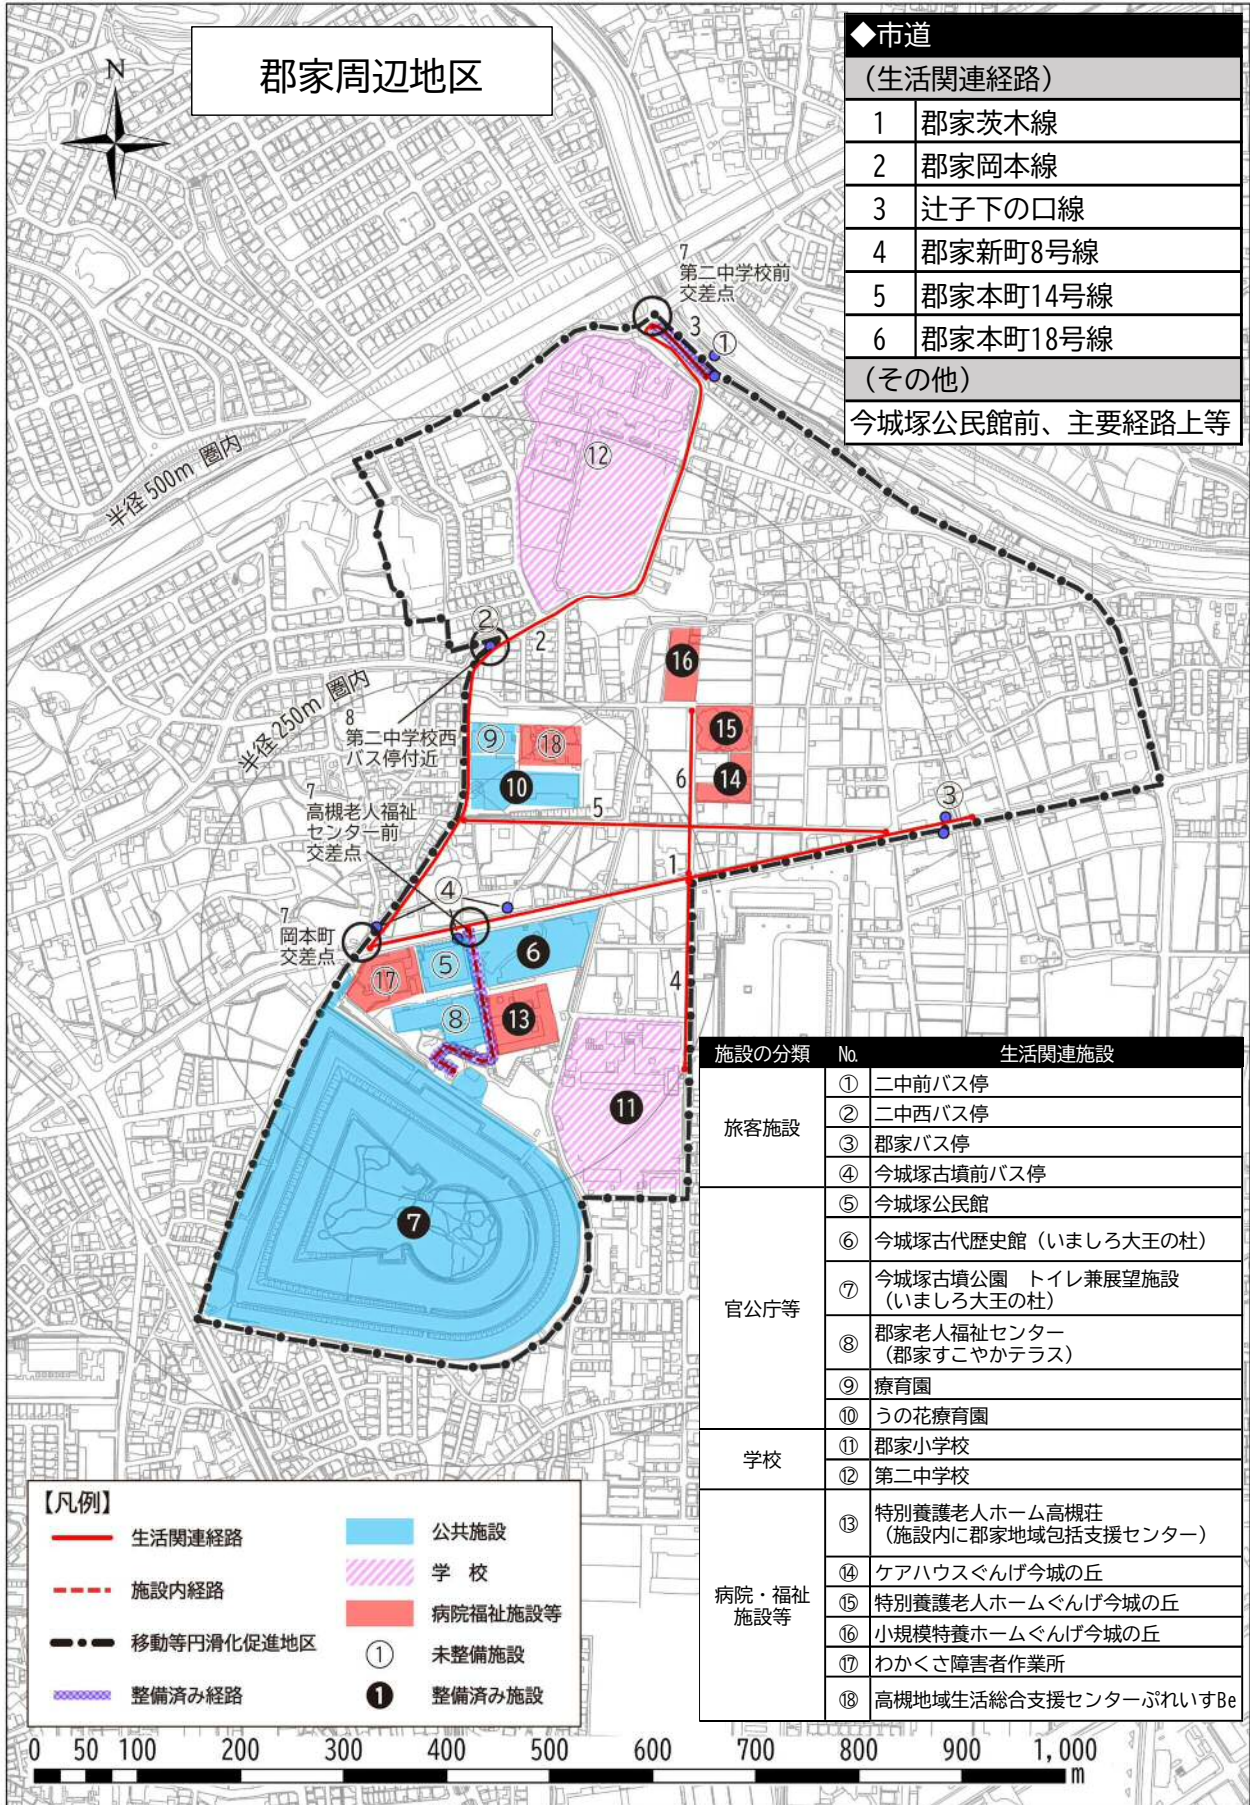 郡家周辺地区
N
◆市道
（生活関連経路）
1 郡家茨木線
2 郡家岡本線
3 辻子下の口線
4 郡家新町8号線
5 郡家本町14号線
6 郡家本町18号線
（その他）
今城塚公民館前、主要経路上等
7
第二中学校前
交差点
3
①
⑫
半径500m 圏内
②
2
⑯
半径250m 圏内
8
第二中学校西
バス停付近
⑨
⑱
⑮
⑩
6
⑭
7
高槻老人福祉
センター前
交差点
5
③
1
④
7
岡本町
交差点
⑤
⑥
⑰
4
⑧
⑬
⑪
⑦
施設の分類 No. 生活関連施設
旅客施設
① 二中前バス停
② 二中西バス停
③ 郡家バス停
④ 今城塚古墳前バス停
官公庁等
⑤ 今城塚公民館
⑥ 今城塚古代歴史館（いましろ大王の杜）
⑦ 今城塚古墳公園　トイレ兼展望施設
（いましろ大王の杜）
⑧ 郡家老人福祉センター
（郡家すこやかテラス）
⑨ 療育園
⑩ うの花療育園
学校
⑪ 郡家小学校
⑫ 第二中学校
病院・福祉
施設等
⑬ 特別養護老人ホーム高槻荘
（施設内に郡家地域包括支援センター）
⑭ ケアハウスぐんげ今城の丘
⑮ 特別養護老人ホームぐんげ今城の丘
⑯ 小規模特養ホームぐんげ今城の丘
⑰ わかくさ障害者作業所
⑱ 高槻地域生活総合支援センターぷれいすBe
【凡例】
生活関連経路
施設内経路
移動等円滑化促進地区
整備済み経路
公共施設
学　校
病院福祉施設等
① 未整備施設
❶ 整備済み施設
0 50 100 200 300 400 500 600 700 800 900 1,000
m